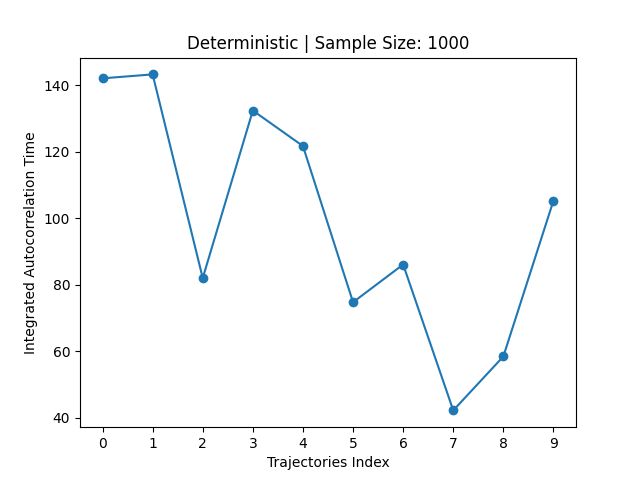 Deterministic | Sample Size: 1000
Integrated Autocorrelation Time
140
120
100
80
60
40
0 1 2 3 4 5 6 7 8 9
Trajectories Index